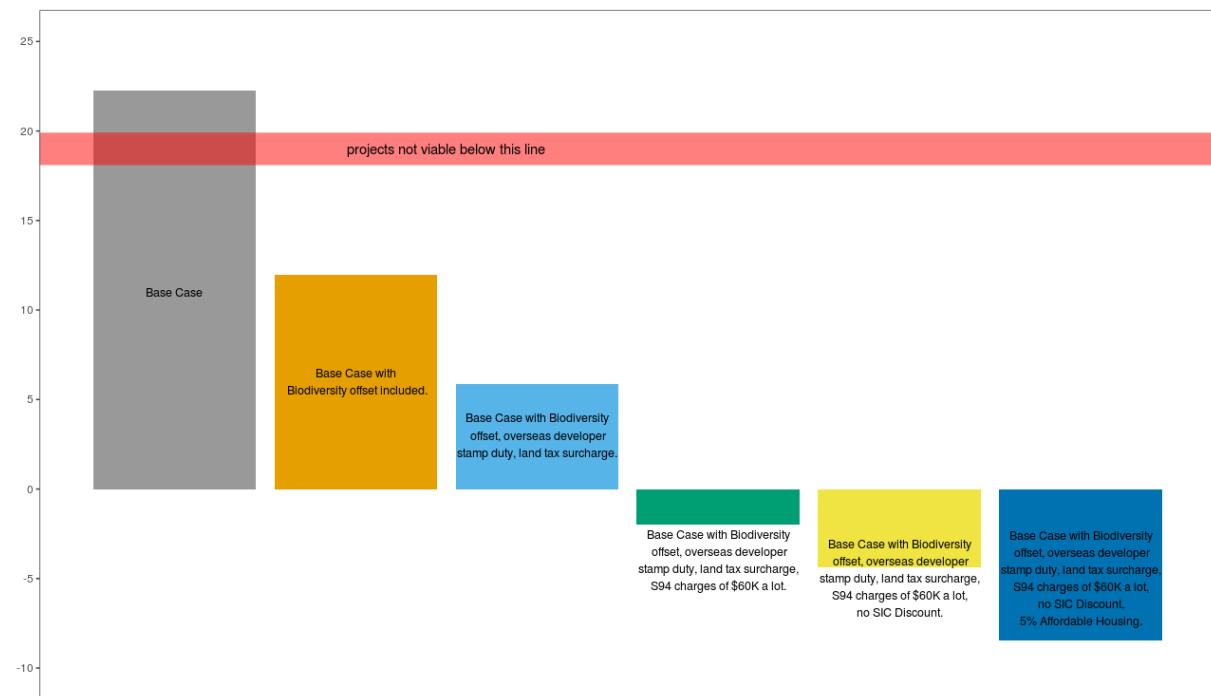 25
20
15
10
5
0
-5
-10
projects not viable below this line
Base Case
Base Case with
Biodiversity offset included.
Base Case with Biodiversity
offset, overseas developer
stamp duty, land tax surcharge.
Base Case with Biodiversity
offset, overseas developer
stamp duty, land tax surcharge,
S94 charges of $60K a lot.
Base Case with Biodiversity
offset, overseas developer
stamp duty, land tax surcharge,
S94 charges of $60K a lot,
no SIC Discount.
Base Case with Biodiversity
offset, overseas developer
stamp duty, land tax surcharge,
S94 charges of $60K a lot,
no SIC Discount,
5% Affordable Housing.